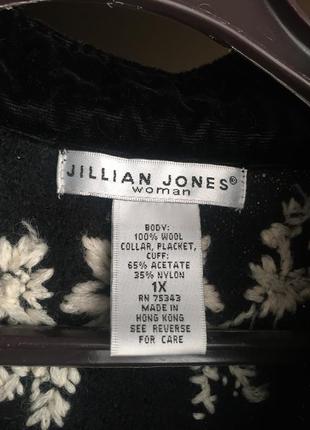 JILLIAN JONES®
woman
BODY:
100% WOOL
COLLAR, PLACKET,
CUFF:
65% ACETATE
35% NYLON
1X
RN 75343
MADE IN
HONG KONG
SEE REVERSE
FOR CARE